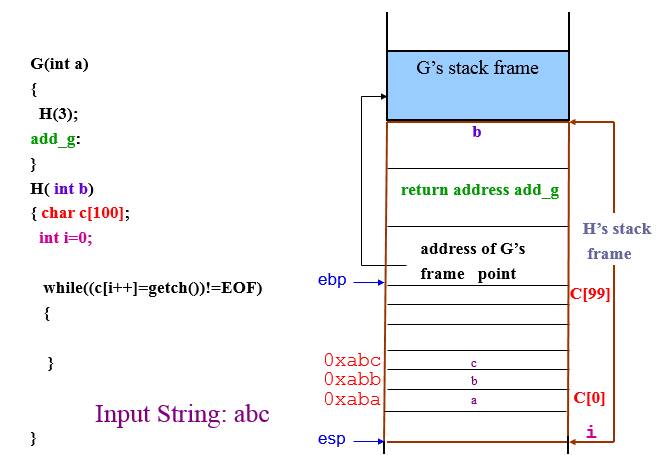 G(int a)
{
H(3);
add_g:
}
H( int b)
{ char c[100];
int i=0;
while((c[i++]=getch())!=EOF)
{
}
Input String: abc
}
G's stack frame
b
return address add_g
address of G's
frame point
ebp
C[99]
H's stack
frame
0xabc
c
0xabb
b
0xaba
a
C[0]
esp
i